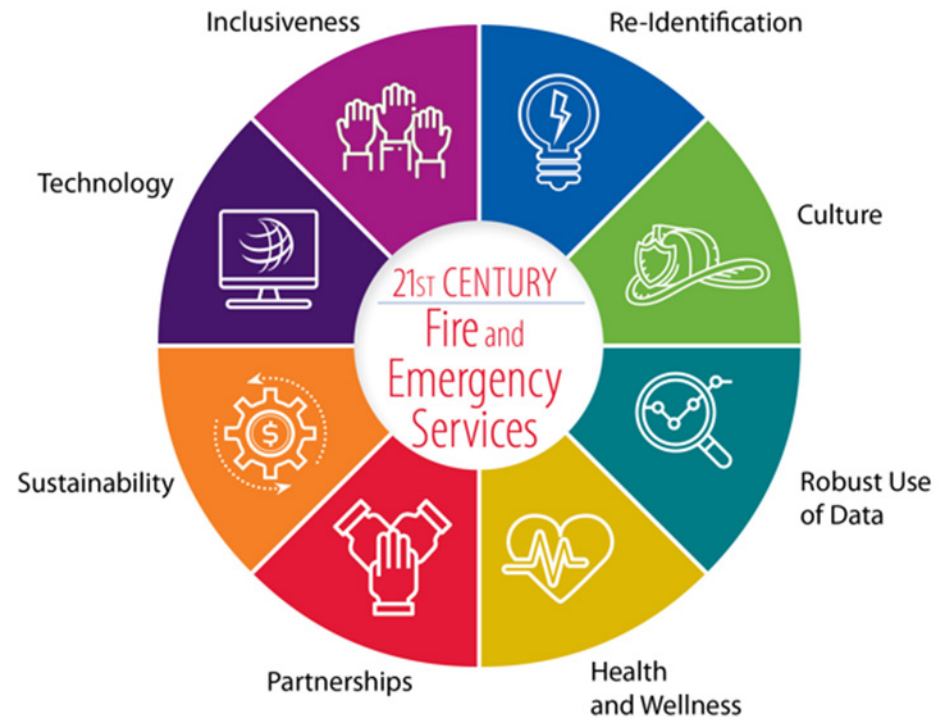 Inclusiveness
Re-Identification
Technology
Culture
21ST CENTURY
Fire and
Emergency
Services
$
Sustainability
Robust Use
of Data
Partnerships
Health
and Wellness